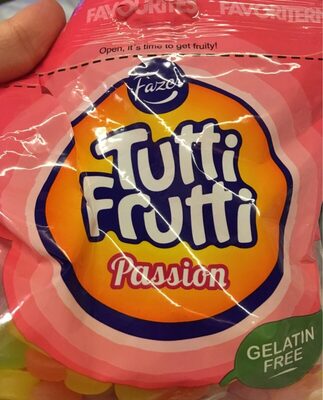 FAVOURITES FAVORITER
Open, it's time to get fruity!
Fazer
Tutti
Frutti
Passion
GELATIN
FREE